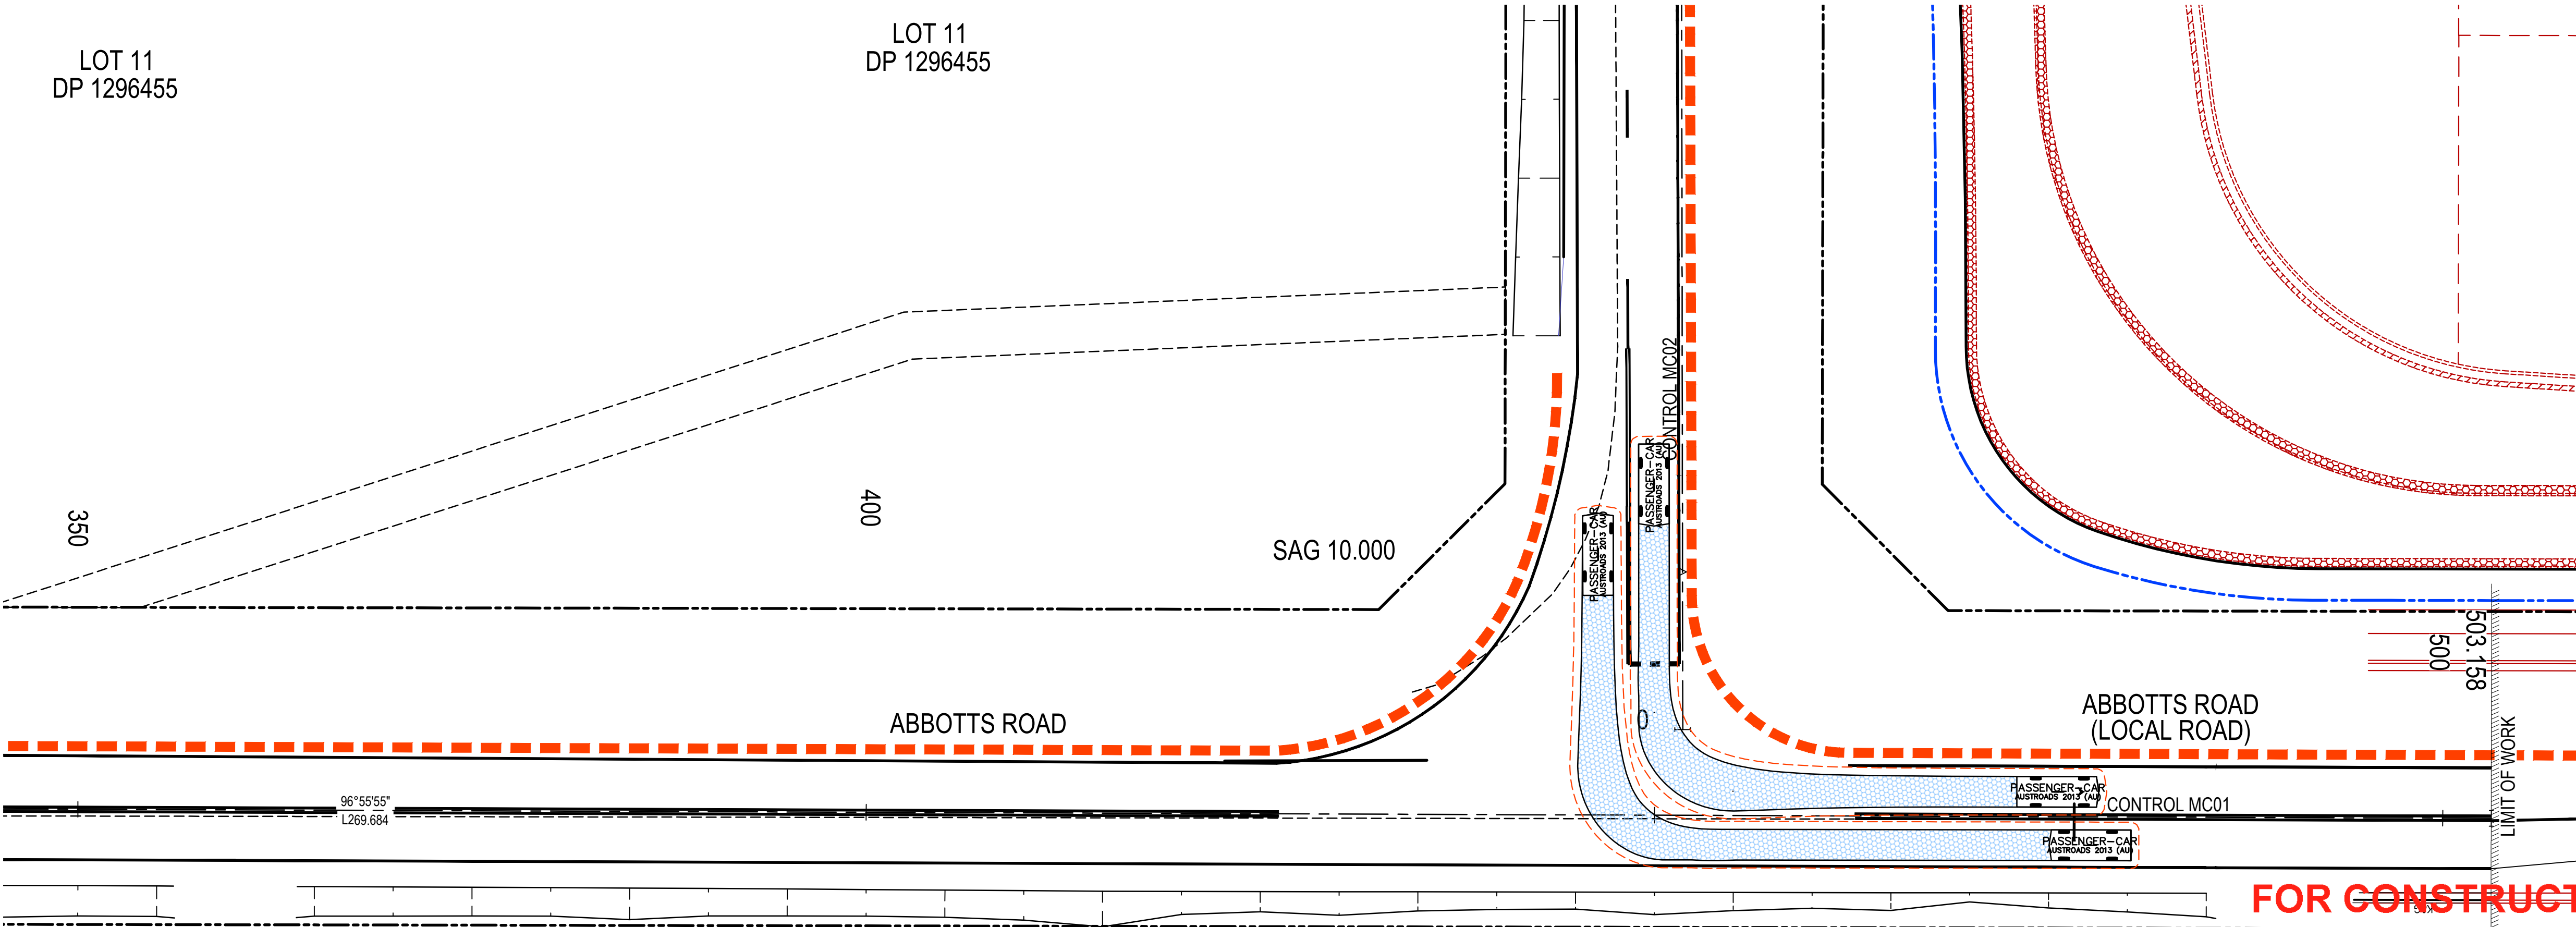 LOT 11
DP 1296455
LOT 11
DP 1296455
CONTROL MC02
PASSENGER-CAR
AUSTROADS 2013 (AU)
PASSENGER-CAR
AUSTROADS 2013 (AU)
350
400
SAG 10.000
503.158
500
ABBOTTS ROAD
0
ABBOTTS ROAD
(LOCAL ROAD)
LIMIT OF WORK
96°55'55"
L269.684
PASSENGER-CAR
AUSTROADS 2013 (AU)
CONTROL MC01
PASSENGER-CAR
AUSTROADS 2013 (AU)
FOR CONSTRUCT